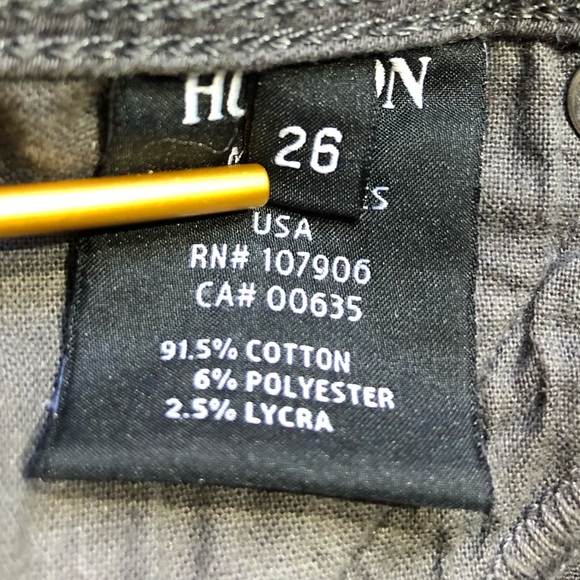 26
USA
RN# 107906
CA# 00635
91.5% COTTON
6% POLYESTER
2.5% LYCRA